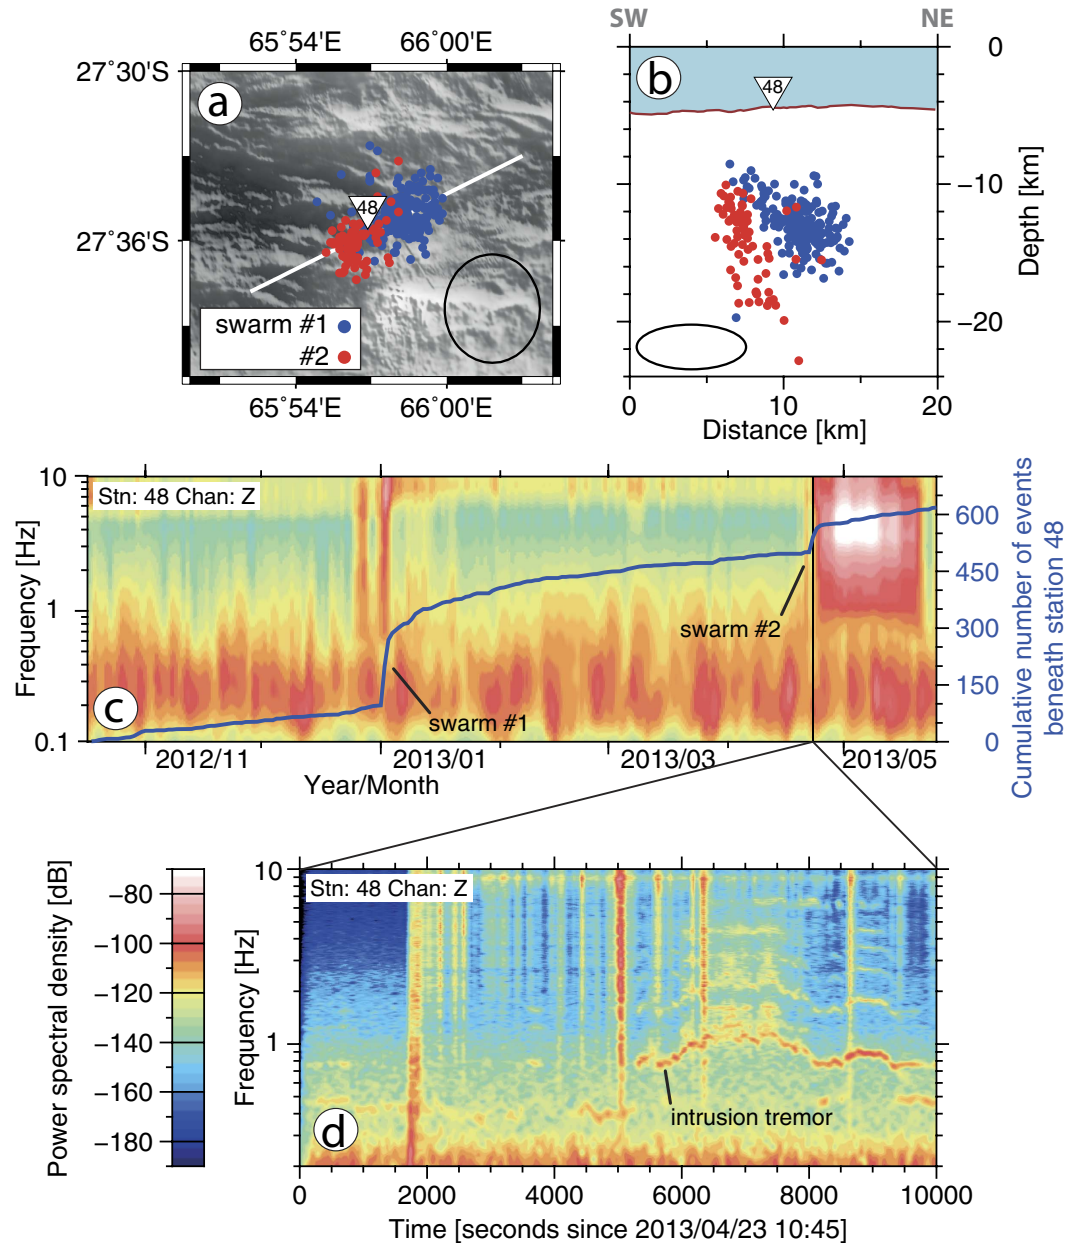 SW
NE
65˚54'E
66˚00'E
27˚30'S
27˚36'S
a
48
swarm #1
#2
65˚54'E
66˚00'E
b
48
0
−10
−20
Depth [km]
0
10
20
Distance [km]
10
1
0.1
Frequency [Hz]
Stn: 48 Chan: Z
c
swarm #1
swarm #2
600
450
300
150
0
Cumulative number of events
beneath station 48
2012/11
2013/01
2013/03
2013/05
Year/Month
Power spectral density [dB]
−80
−100
−120
−140
−160
−180
10
1
Frequency [Hz]
Stn: 48 Chan: Z
d
intrusion tremor
0
2000
4000
6000
8000
10000
Time [seconds since 2013/04/23 10:45]